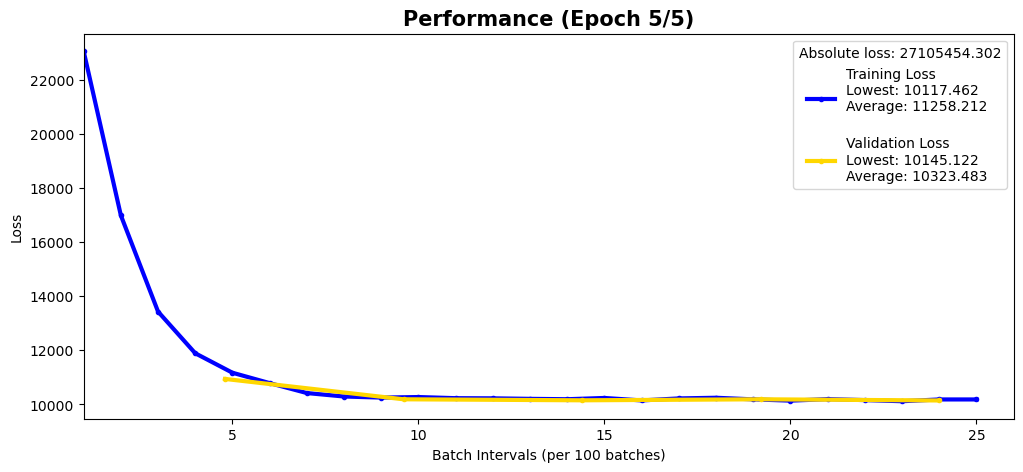 Performance (Epoch 5/5)
Absolute loss: 27105454.302
Training Loss
Lowest: 10117.462
Average: 11258.212
Validation Loss
Lowest: 10145.122
Average: 10323.483
Loss
22000
20000
18000
16000
14000
12000
10000
5
10
15
20
25
Batch Intervals (per 100 batches)